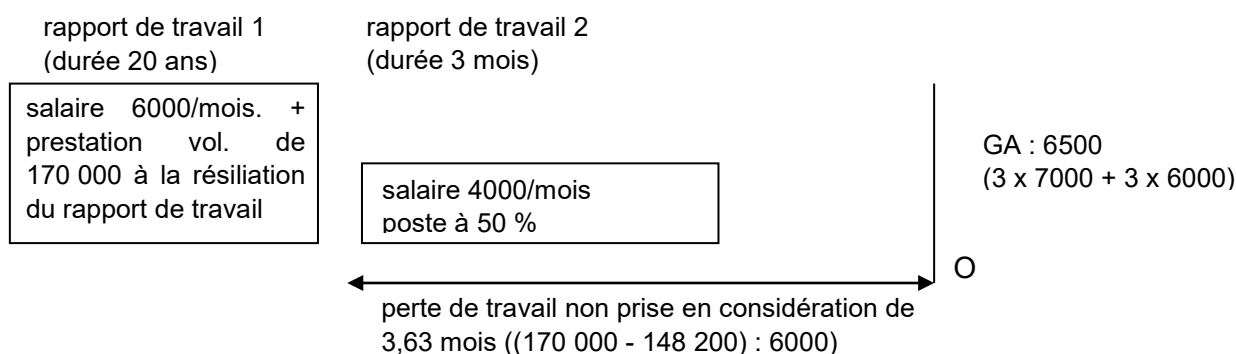 rapport de travail 1
(durée 20 ans)
rapport de travail 2
(durée 3 mois)
salaire 6000/mois. +
prestation vol. de
170 000 à la résiliation
du rapport de travail
salaire 4000/mois
poste à 50 %
GA : 6500
(3 x 7000 + 3 x 6000)
O
perte de travail non prise en considération de
3,63 mois ((170 000 - 148 200) : 6000)